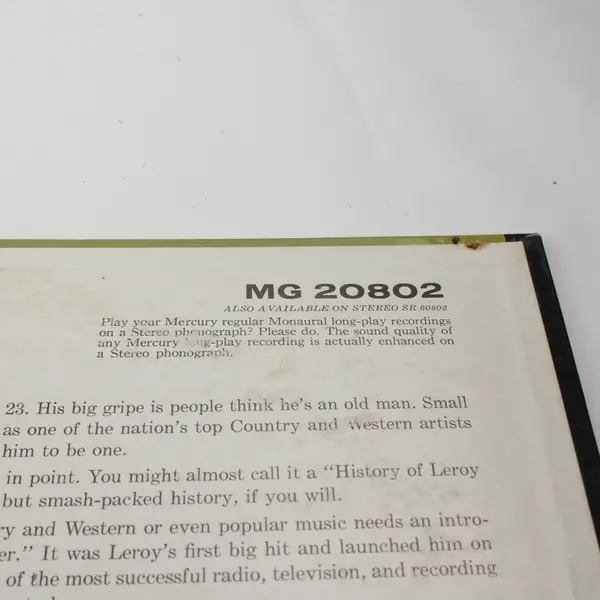 MG 20802
ALSO AVAILABLE ON STEREO SR 60802
Play your Mercury regular Monaural long-play recordings
on a Stereo phonograph? Please do. The sound quality of
any Mercury long-play recording is actually enhanced on
a Stereo phonograph.
23. His big gripe is people think he's an old man. Small
as one of the nation's top Country and Western artists
him to be one.
in point. You might almost call it a "History of Leroy
but smash-packed history, if you will.
ry and Western or even popular music needs an intro-
er." It was Leroy's first big hit and launched him on
of the most successful radio, television, and recording